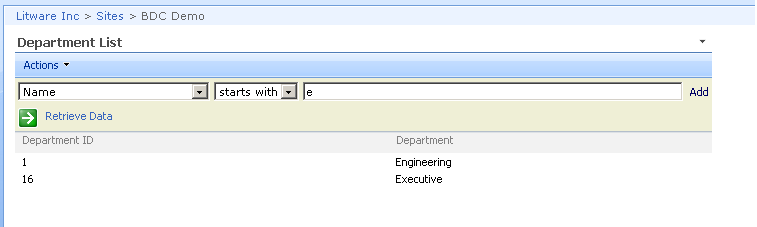 Litware Inc > Sites > BDC Demo
Department List
Actions
Name starts with e Add
Retrieve Data
Department ID Department
1 Engineering
16 Executive